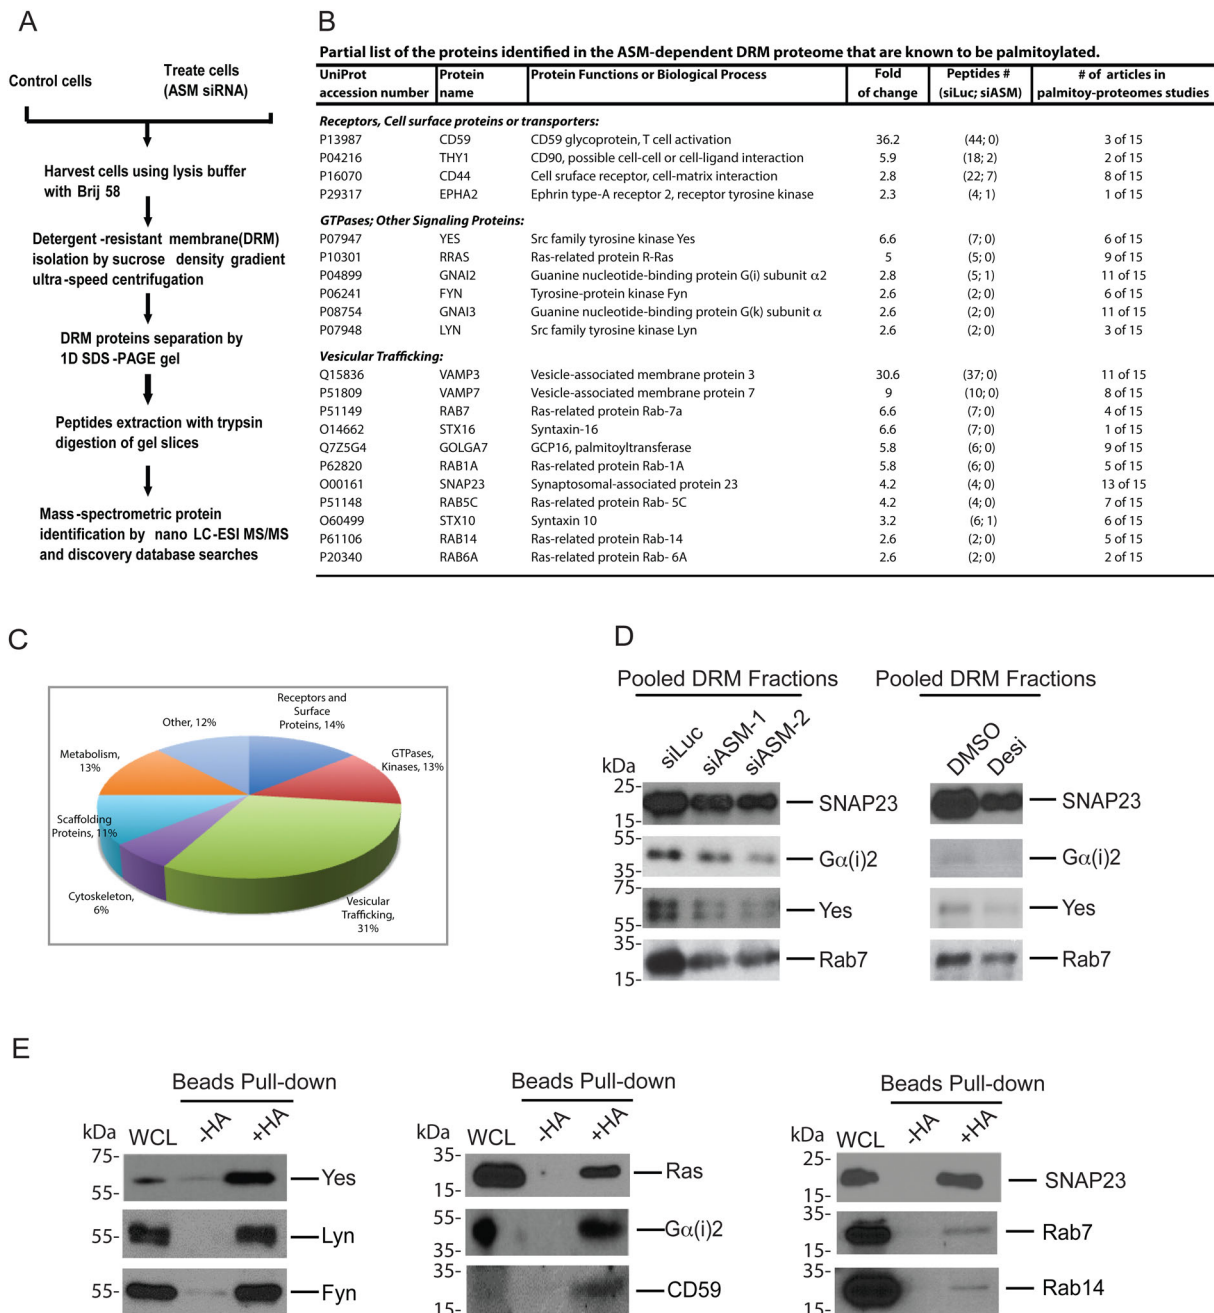 A
Control cells
Treate cells
(ASM siRNA)
Harvest cells using lysis buffer
with Brij 58
Detergent-resistant membrane(DRM)
isolation by sucrose density gradient
ultra-speed centrifugation
DRM proteins separation by
1D SDS-PAGE gel
Peptides extraction with trypsin
digestion of gel slices
Mass-spectrometric protein
identification by nano LC-ESI MS/MS
and discovery database searches
B
Partial list of the proteins identified in the ASM-dependent DRM proteome that are known to be palmitoylated.
UniProt Protein Protein Functions or Biological Process Fold Peptides # # of articles in
accession number name of change (siLuc; siASM) palmitoy-proteomes studies
Receptors, Cell surface proteins or transporters:
P13987 CD59 CD59 glycoprotein, T cell activation 36.2 (44; 0) 3 of 15
P04216 THY1 CD90, possible cell-cell or cell-ligand interaction 5.9 (18; 2) 2 of 15
P16070 CD44 Cell srurface receptor, cell-matrix interaction 2.8 (22; 7) 8 of 15
P29317 EPHA2 Ephrin type-A receptor 2, receptor tyrosine kinase 2.3 (4; 1) 1 of 15
GTPases; Other Signaling Proteins:
P07947 YES Src family tyrosine kinase Yes 6.6 (7; 0) 6 of 15
P10301 RRAS Ras-related protein R-Ras 5 (5; 0) 9 of 15
P04899 GNAI2 Guanine nucleotide-binding protein G(i) subunit α2 2.8 (5; 1) 11 of 15
P06241 FYN Tyrosine-protein kinase Fyn 2.6 (2; 0) 6 of 15
P08754 GNAI3 Guanine nucleotide-binding protein G(k) subunit α 2.6 (2; 0) 11 of 15
P07948 LYN Src family tyrosine kinase Lyn 2.6 (2; 0) 3 of 15
Vesicular Trafficking:
Q15836 VAMP3 Vesicle-associated membrane protein 3 30.6 (37; 0) 11 of 15
P51809 VAMP7 Vesicle-associated membrane protein 7 9 (10; 0) 8 of 15
P51149 RAB7 Ras-related protein Rab-7a 6.6 (7; 0) 4 of 15
O14662 STX16 Syntaxin-16 6.6 (7; 0) 1 of 15
Q7Z5G4 GOLGA7 GCP16, palmitoyltransferase 5.8 (6; 0) 9 of 15
P62820 RAB1A Ras-related protein Rab-1A 5.8 (6; 0) 5 of 15
O00161 SNAP23 Synaptosomal-associated protein 23 4.2 (4; 0) 13 of 15
P51148 RAB5C Ras-related protein Rab- 5C 4.2 (4; 0) 7 of 15
O60499 STX10 Syntaxin 10 3.2 (6; 1) 6 of 15
P61106 RAB14 Ras-related protein Rab-14 2.6 (2; 0) 5 of 15
P20340 RAB6A Ras-related protein Rab- 6A 2.6 (2; 0) 2 of 15
C
Receptors and
Surface
Proteins, 14%
Other, 12%
GTPases,
Kinases, 13%
Metabolism,
13%
Scaffolding
Proteins, 11%
Cytoskeleton,
6%
Vesicular
Trafficking,
31%
D
Pooled DRM Fractions
siLuc siASM-1 siASM-2
kDa
25-
SNAP23
15-
55-
Gα(i)2
35-
75-
Yes
55-
35-
Rab7
15-
Pooled DRM Fractions
DMSO Desi
SNAP23
Gα(i)2
Yes
Rab7
E
Beads Pull-down
kDa WCL -HA +HA
75-
Yes
55-
55-
Lyn
55-
Fyn
Beads Pull-down
kDa WCL -HA +HA
35-
Ras
15-
55-
Gα(i)2
35-
CD59
15-
Beads Pull-down
kDa WCL -HA +HA
25-
SNAP23
15-
35-
Rab7
15-
35-
Rab14
15-